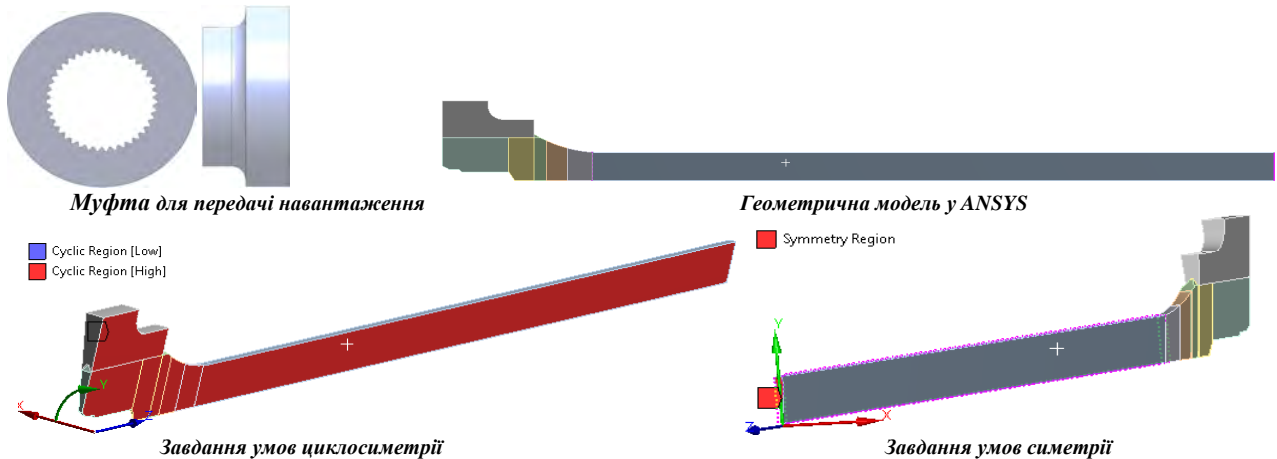 Муфта для передачі навантаження
Геометрична модель у ANSYS
Cyclic Region [Low]
Cyclic Region [High]
Y
X
Z
Завдання умов циклосиметрії
Symmetry Region
Y
X
Z
Завдання умов симетрії